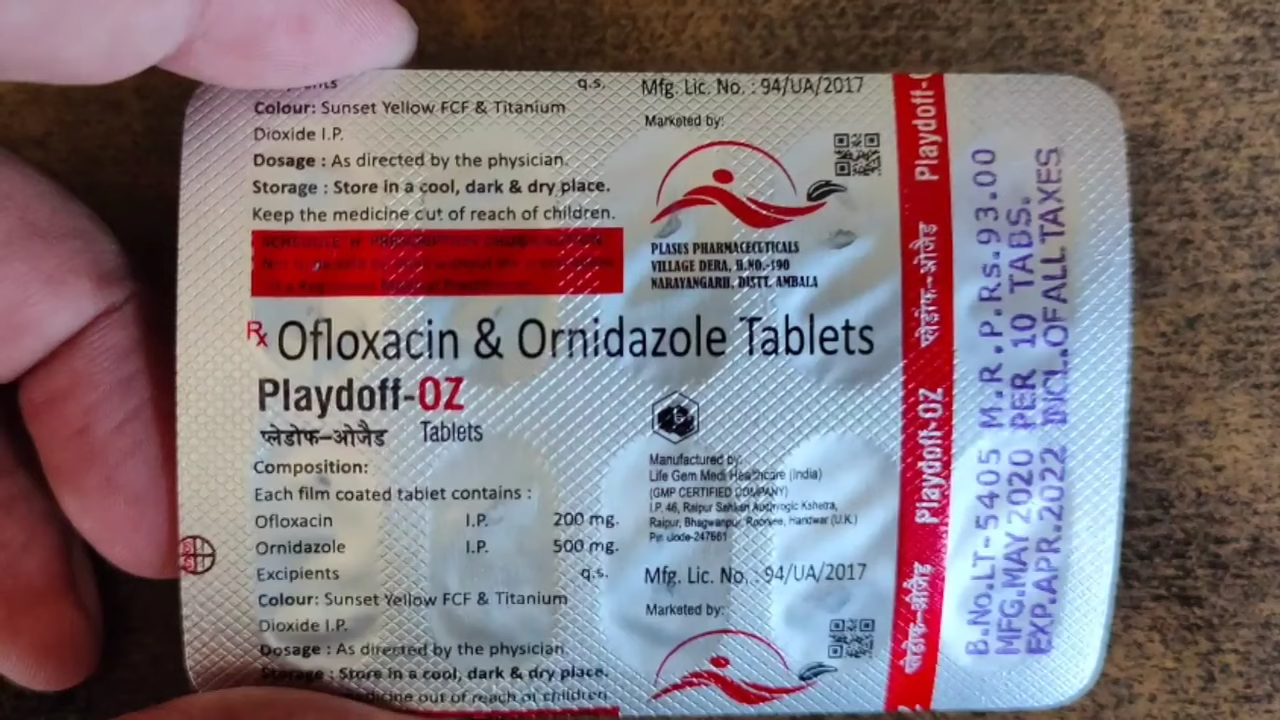 q.s.
Colour: Sunset Yellow FCF & Titanium
Dioxide I.P.
Dosage : As directed by the physician.
Storage : Store in a cool, dark & dry place.
Keep the medicine out of reach of children.
Mfg. Lic. No. : 94/UA/2017
Marketed by:
PLASUS PHARMACEUTICALS
VILLAGE DERA, H.NO.-190
NARAYANGARH, DISTT. AMBALA
Rx Ofloxacin & Ornidazole Tablets
Playdoff-OZ
प्लेडोफ-ओजैड Tablets
Composition:
Each film coated tablet contains :
Ofloxacin I.P. 200 mg.
Ornidazole I.P. 500 mg.
Excipients q.s.
Colour: Sunset Yellow FCF & Titanium
Dioxide I.P.
Dosage : As directed by the physician.
Storage : Store in a cool, dark & dry place.
medicine out of reach of children
Manufactured by:
Life Gem Medi Healthcare (India)
(GMP CERTIFIED COMPANY)
I.P. 46, Raipur
Raipur, Bhagwanpur, Roorkee, Haridwar (U.K.)
Pin code-247661
Mfg. Lic. No. : 94/UA/2017
Marketed by:
Playdoff-
प्लेडोफ-ओजैड
Playdoff-OZ
प्लेडोफ-ओजैड
B.No.LT-5405 M.R.P.Rs.93.00
MFG.MAY 2020 PER 10 TABS.
EXP.APR.2022 INCL.OF ALL TAXES